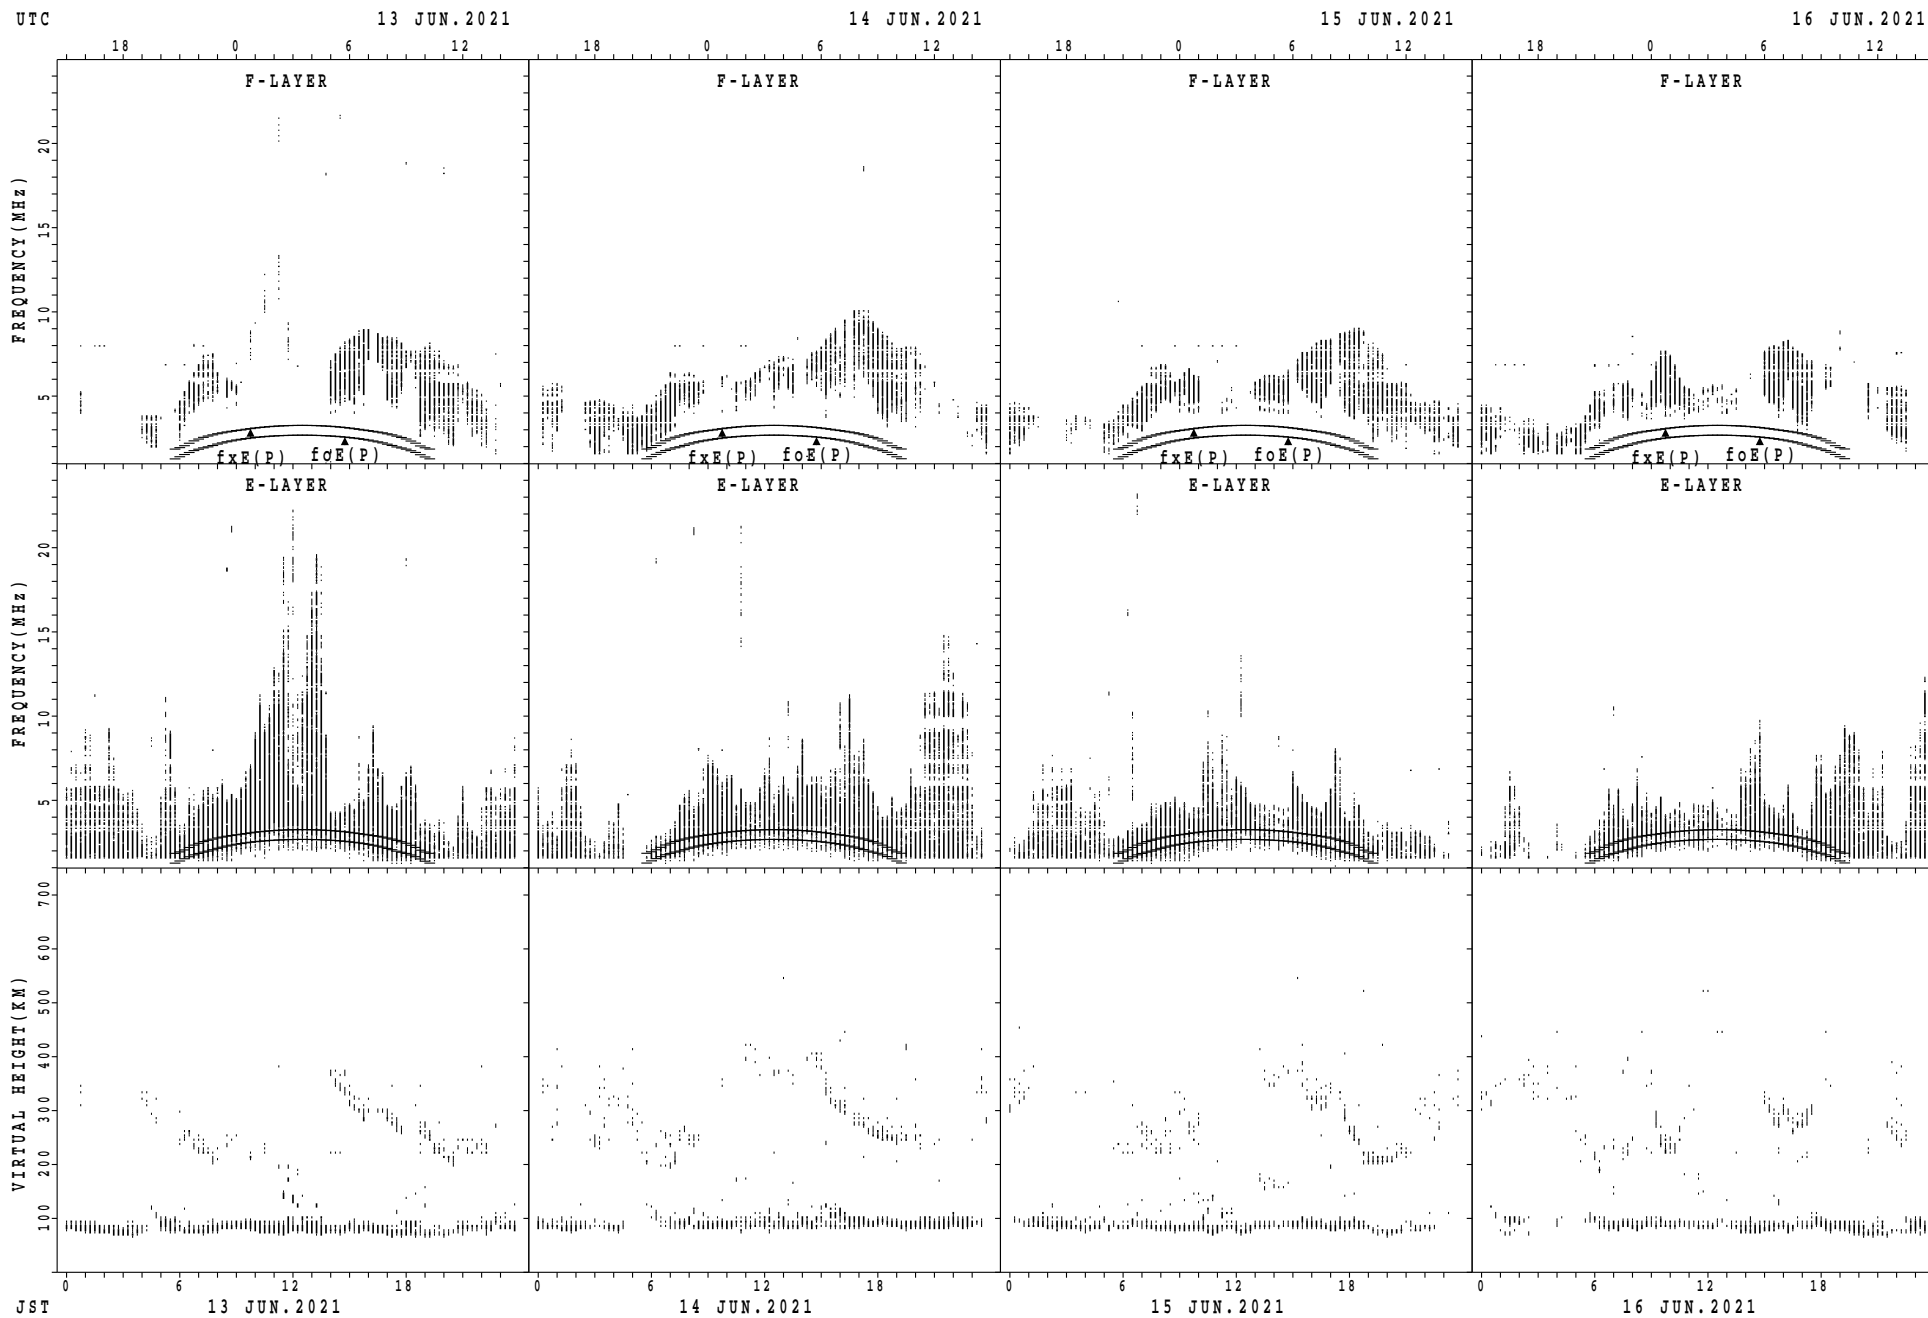 UTC 13 JUN.2021 14 JUN.2021 15 JUN.2021 16 JUN.2021
18 0 6 12 18 0 6 12 18 0 6 12 18 0 6 12
F-LAYER F-LAYER F-LAYER F-LAYER
FREQUENCY(MHz)
20
15
10
5
fxE(P) foE(P) fxE(P) foE(P) fxE(P) foE(P) fxE(P) foE(P)
E-LAYER E-LAYER E-LAYER E-LAYER
FREQUENCY(MHz)
20
15
10
5
VIRTUAL HEIGHT(KM)
700
600
500
400
300
200
100
0 6 12 18 0 6 12 18 0 6 12 18 0 6 12 18
JST 13 JUN.2021 14 JUN.2021 15 JUN.2021 16 JUN.2021